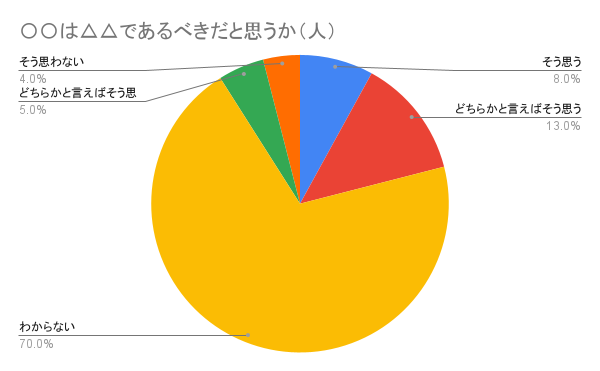 〇〇は△△であるべきだと思うか（人）
そう思わない
4.0%
どちらかと言えばそう思
5.0%
そう思う
8.0%
どちらかと言えばそう思う
13.0%
わからない
70.0%